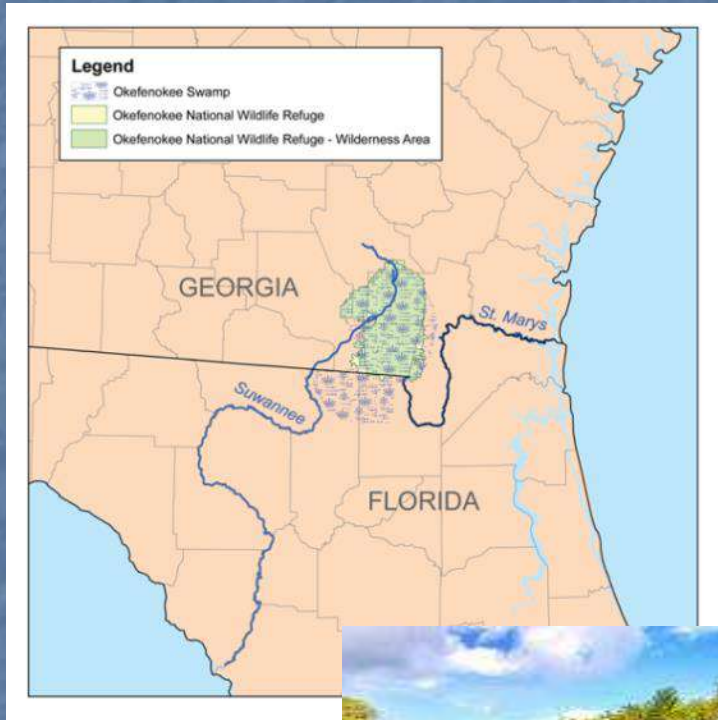 Legend
Okefenokee Swamp
Okefenokee National Wildlife Refuge
Okefenokee National Wildlife Refuge - Wilderness Area
GEORGIA
St. Marys
Suwannee
FLORIDA